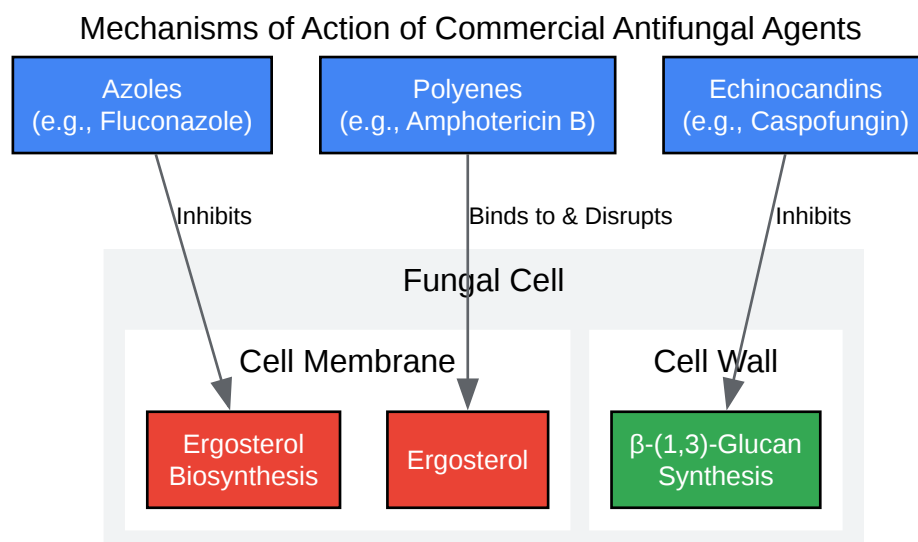 Mechanisms of Action of Commercial Antifungal Agents
Azoles
(e.g., Fluconazole)
Polyenes
(e.g., Amphotericin B)
Echinocandins
(e.g., Caspofungin)
Inhibits
Binds to & Disrupts
Inhibits
Fungal Cell
Cell Membrane
Cell Wall
Ergosterol
Biosynthesis
Ergosterol
β-(1,3)-Glucan
Synthesis